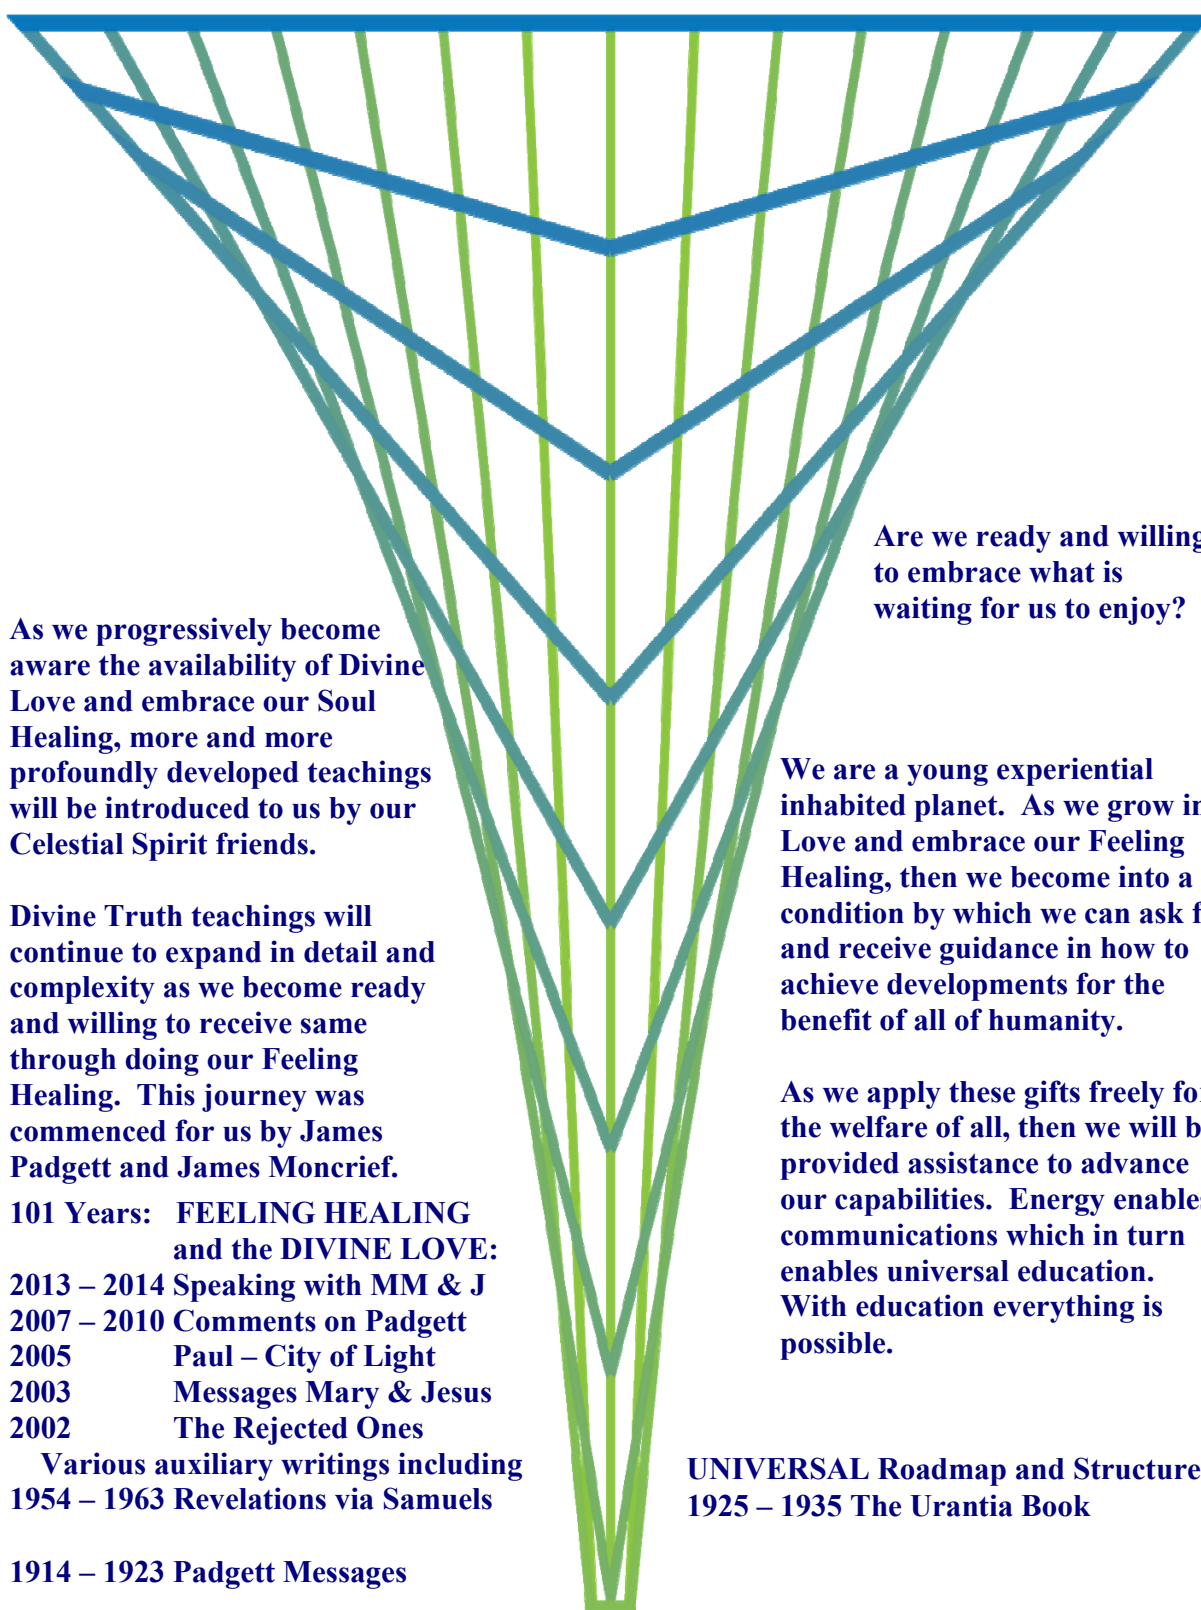 Are we ready and willing
to embrace what is
waiting for us to enjoy?
As we progressively become
aware the availability of Divine
Love and embrace our Soul
Healing, more and more
profoundly developed teachings
will be introduced to us by our
Celestial Spirit friends.
Divine Truth teachings will
continue to expand in detail and
complexity as we become ready
and willing to receive same
through doing our Feeling
Healing.  This journey was
commenced for us by James
Padgett and James Moncrief.
101 Years:   FEELING HEALING
and the DIVINE LOVE:
2013 – 2014 Speaking with MM & J
2007 – 2010 Comments on Padgett
2005 Paul – City of Light
2003 Messages Mary & Jesus
2002 The Rejected Ones
Various auxiliary writings including
1954 – 1963 Revelations via Samuels
1914 – 1923 Padgett Messages
We are a young experiential
inhabited planet.  As we grow in
Love and embrace our Feeling
Healing, then we become into a
condition by which we can ask f
and receive guidance in how to
achieve developments for the
benefit of all of humanity.
As we apply these gifts freely for
the welfare of all, then we will b
provided assistance to advance
our capabilities.  Energy enables
communications which in turn
enables universal education.
With education everything is
possible.
UNIVERSAL Roadmap and Structure
1925 – 1935 The Urantia Book